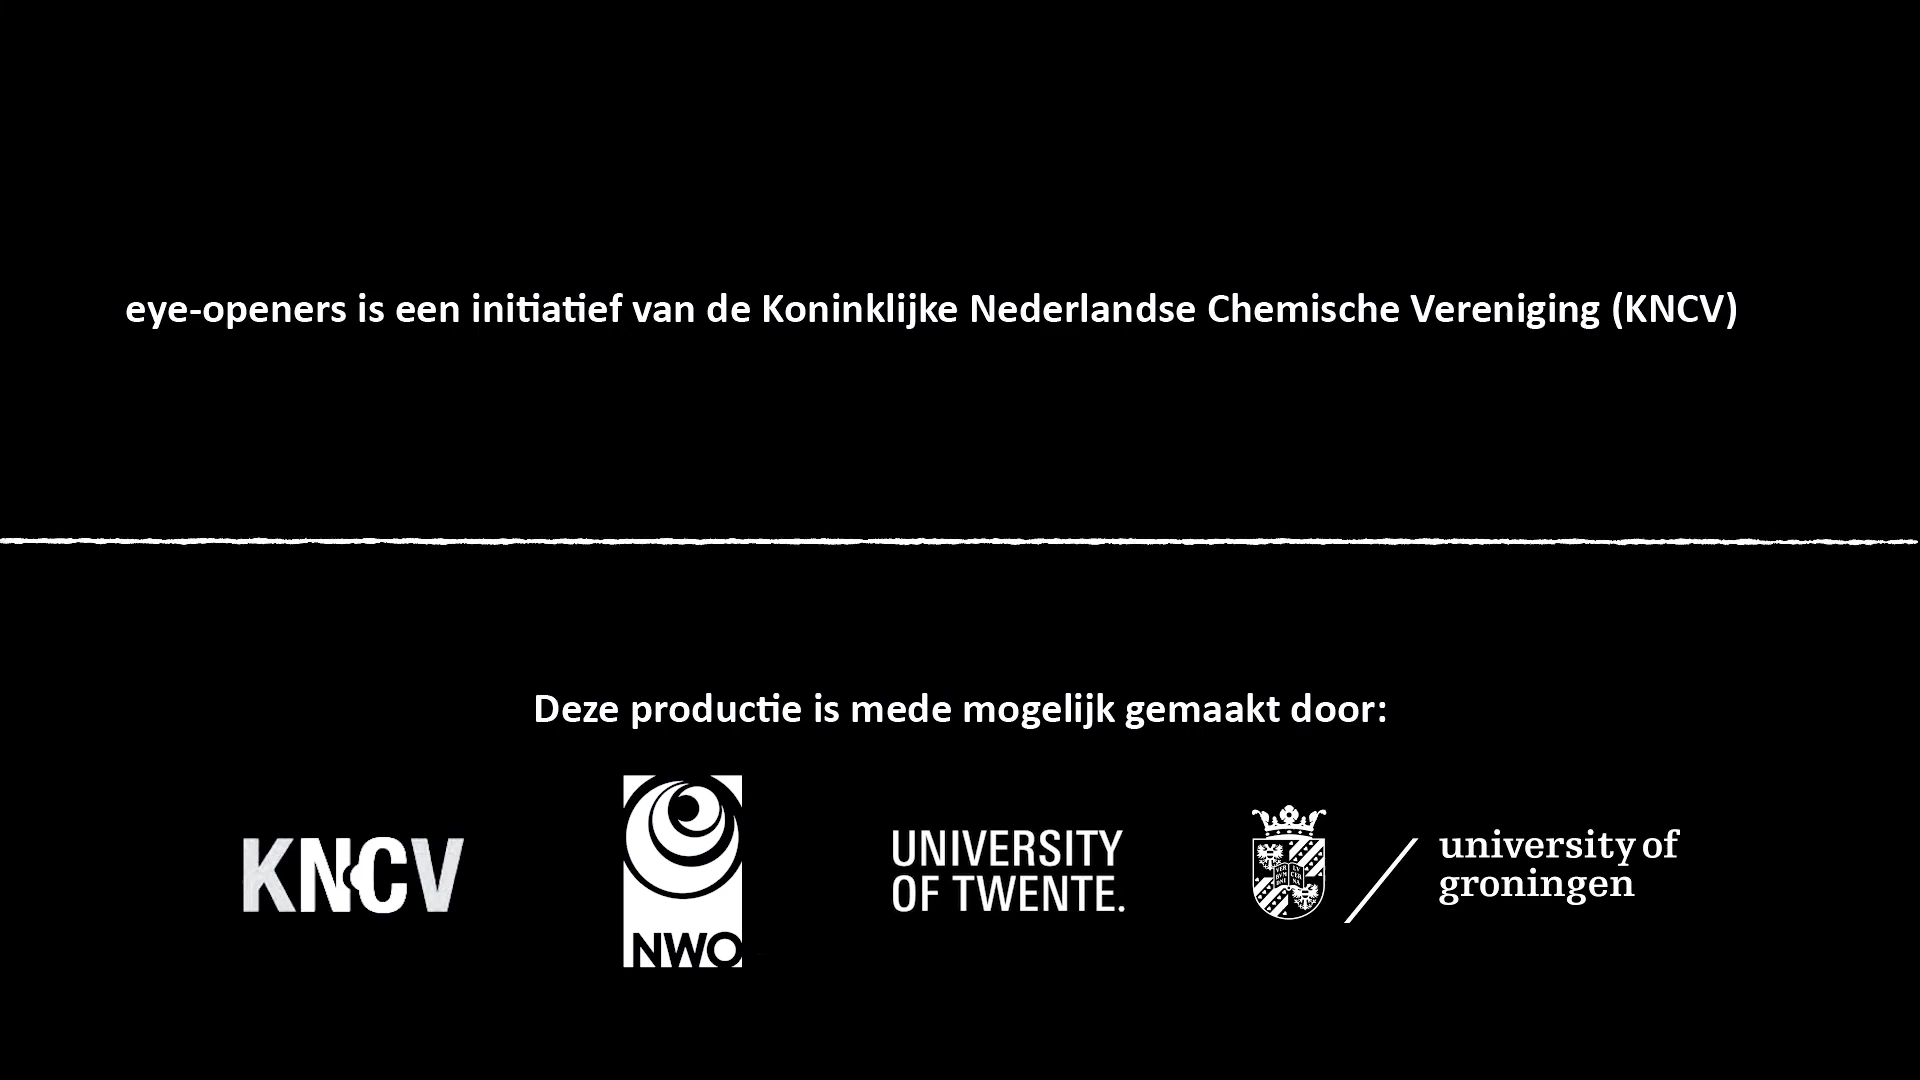 eye-openers is een initiatief van de Koninklijke Nederlandse Chemische Vereniging (KNCV)
Deze productie is mede mogelijk gemaakt door:
KNCV
NWO
UNIVERSITY
OF TWENTE.
university of
groningen